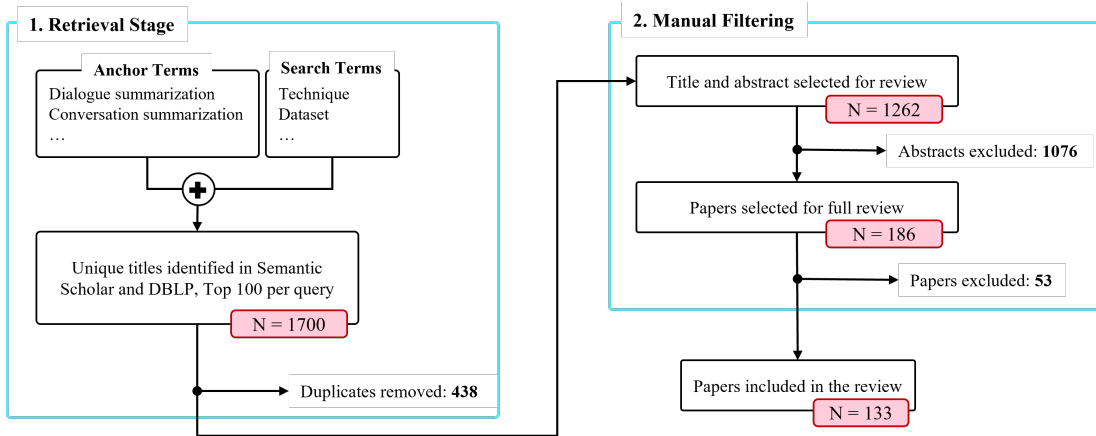 1. Retrieval Stage
Anchor Terms
Dialogue summarization
Conversation summarization
…
Search Terms
Technique
Dataset
…
Unique titles identified in Semantic
Scholar and DBLP, Top 100 per query
N = 1700
Duplicates removed: 438
2. Manual Filtering
Title and abstract selected for review
N = 1262
Abstracts excluded: 1076
Papers selected for full review
N = 186
Papers excluded: 53
Papers included in the review
N = 133